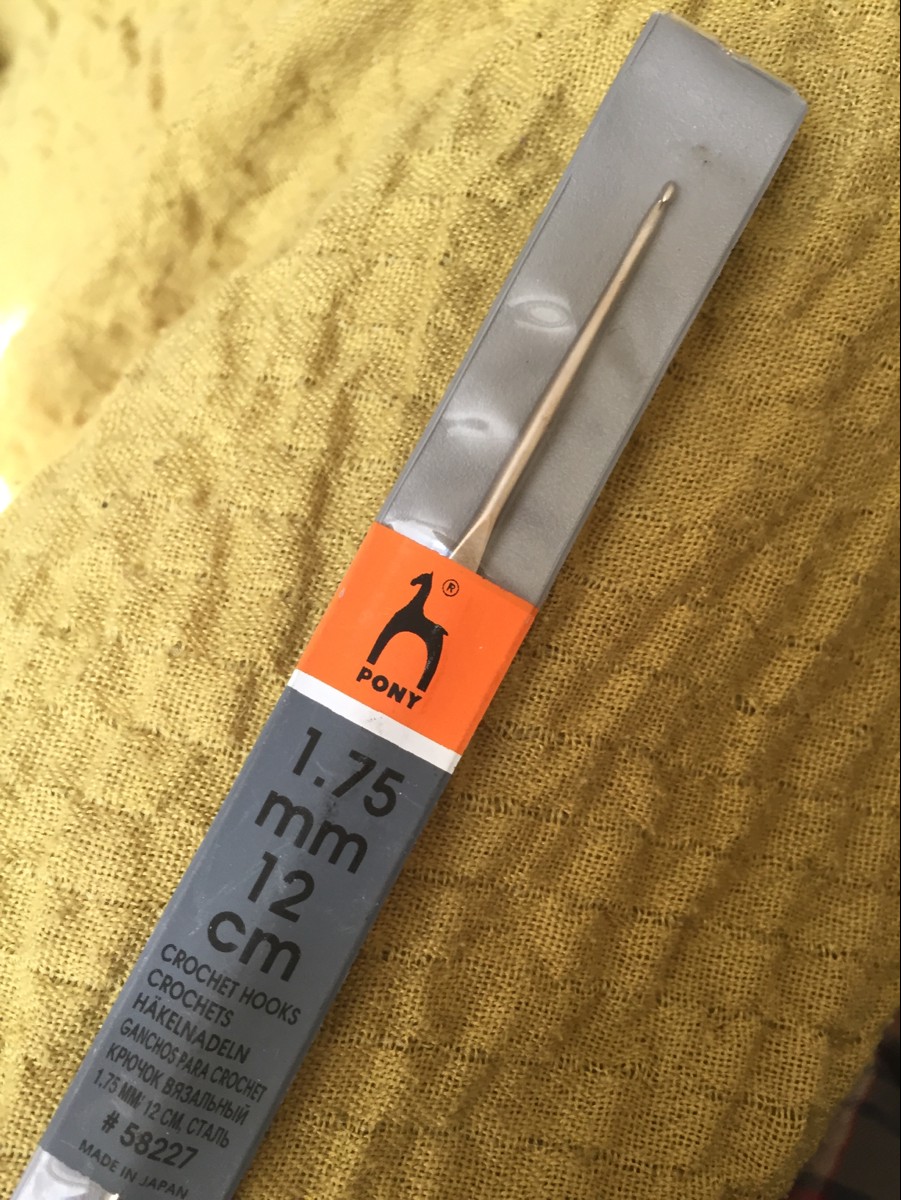 ®
PONY
1.75
mm
12
cm
CROCHET HOOKS
CROCHETS
HÄKELNADELN
GANCHOS PARA CROCHET
КРЮЧОК ВЯЗАЛЬНЫЙ
1.75 MM; 12 CM, СТАЛЬ
# 58227
MADE IN JAPAN